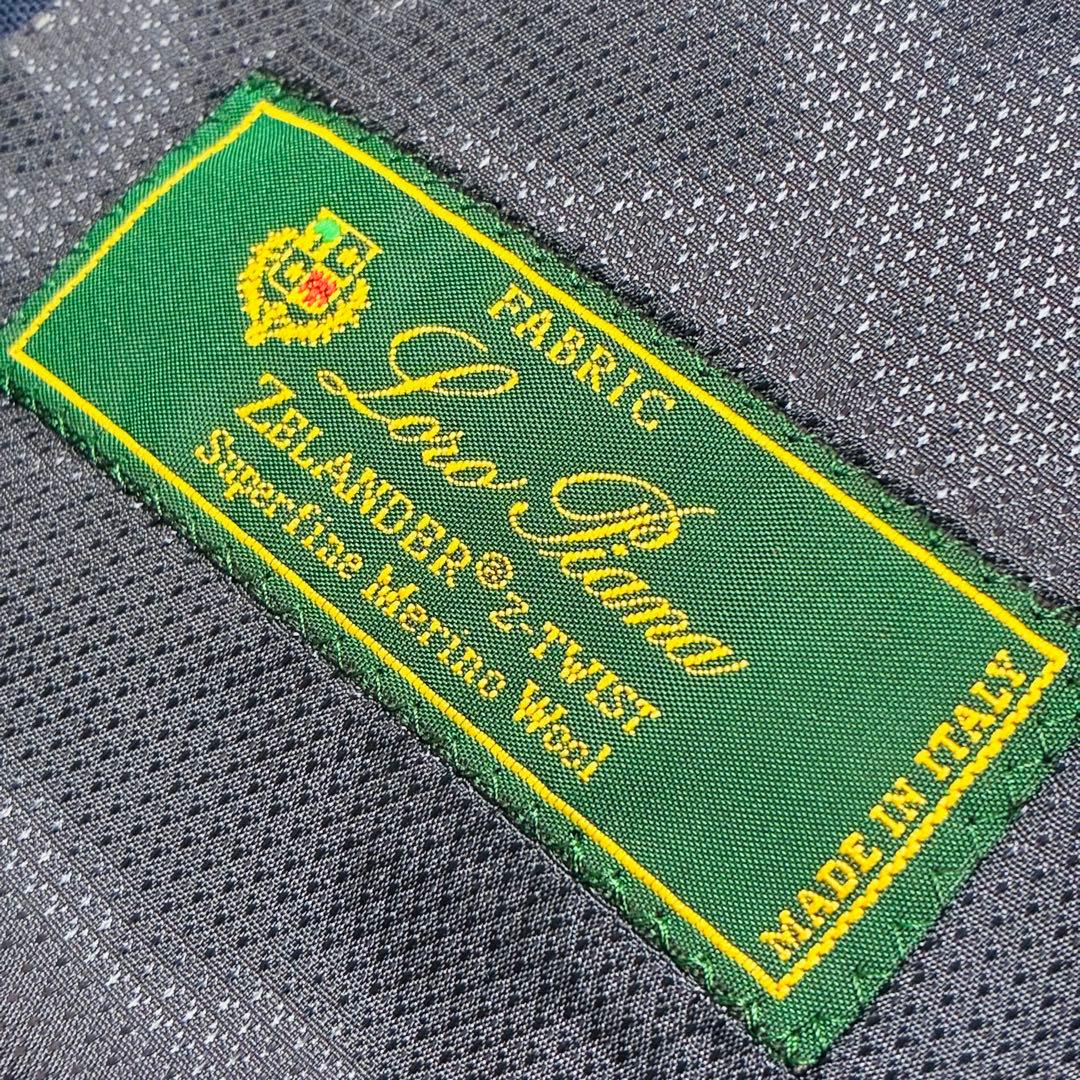 FABRIC
Loro Piana
ZELANDER® Z-TWIST
Superfine Merino Wool
MADE IN ITALY